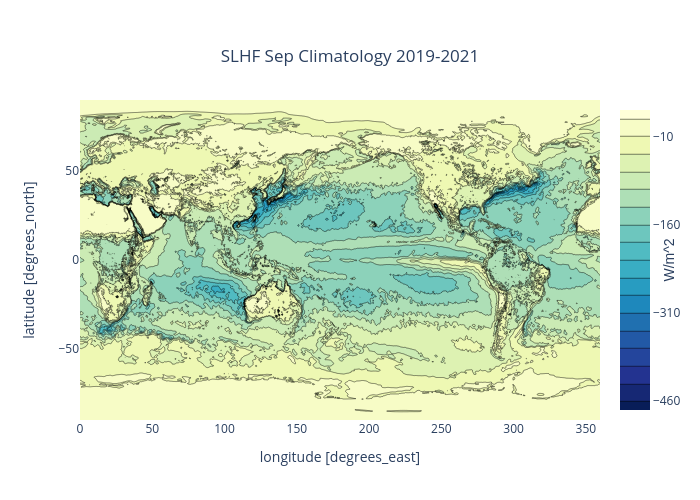 SLHF Sep Climatology 2019-2021
50
0
−50
latitude [degrees_north]
0 50 100 150 200 250 300 350
longitude [degrees_east]
−10
−160
−310
−460
W/m^2